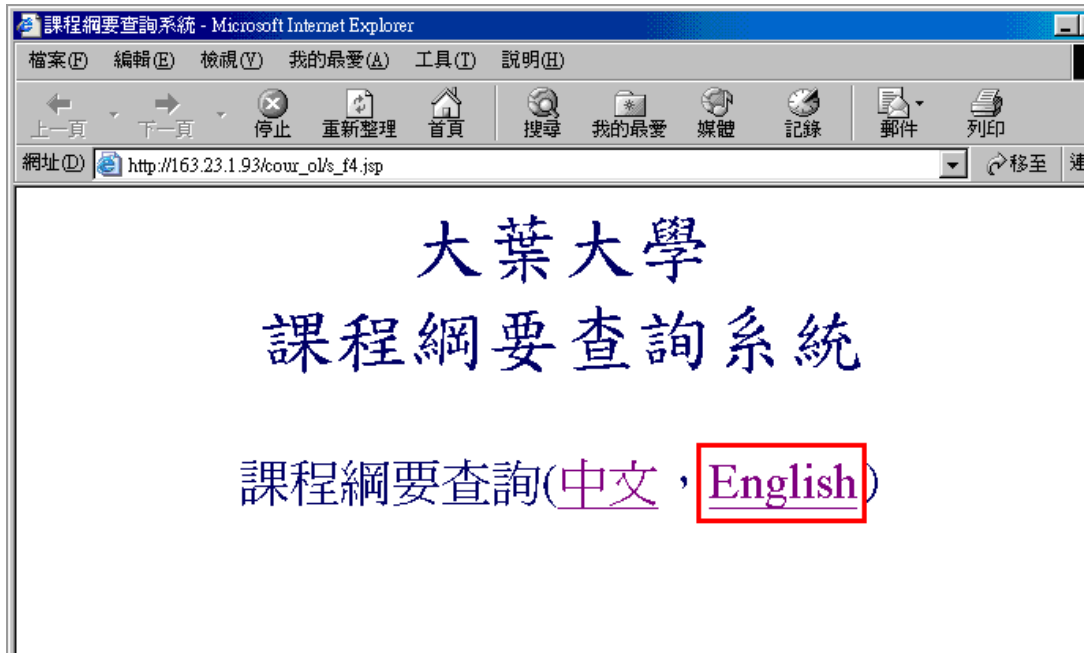 課程綱要查詢系統 - Microsoft Internet Explorer
檔案(F) 編輯(E) 檢視(V) 我的最愛(A) 工具(T) 說明(H)
上一頁 下一頁 停止 重新整理 首頁 搜尋 我的最愛 媒體 記錄 郵件 列印
網址(D) http://163.23.1.93/cour_ol/s_f4.jsp 移至
大葉大學
課程綱要查詢系統
課程綱要查詢(中文，English)